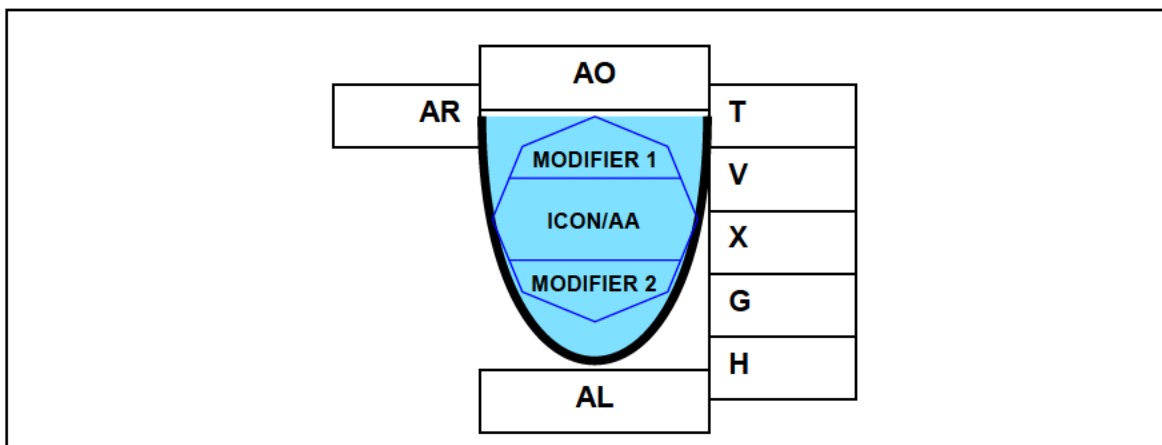 AO
AR
T
MODIFIER 1
V
ICON/AA
X
MODIFIER 2
G
H
AL